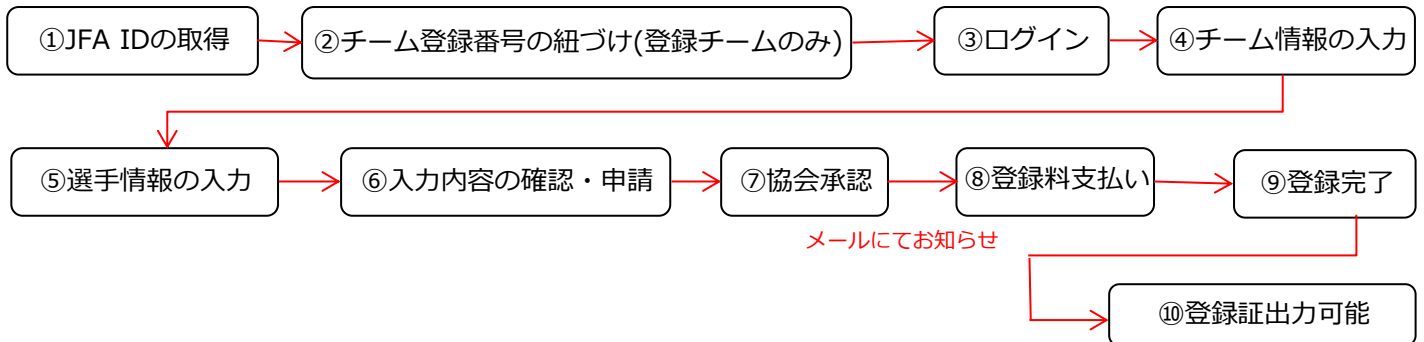 ①JFA IDの取得
②チーム登録番号の紐づけ(登録チームのみ)
③ログイン
④チーム情報の入力
⑤選手情報の入力
⑥入力内容の確認・申請
⑦協会承認
⑧登録料支払い
⑨登録完了
メールにてお知らせ
⑩登録証出力可能